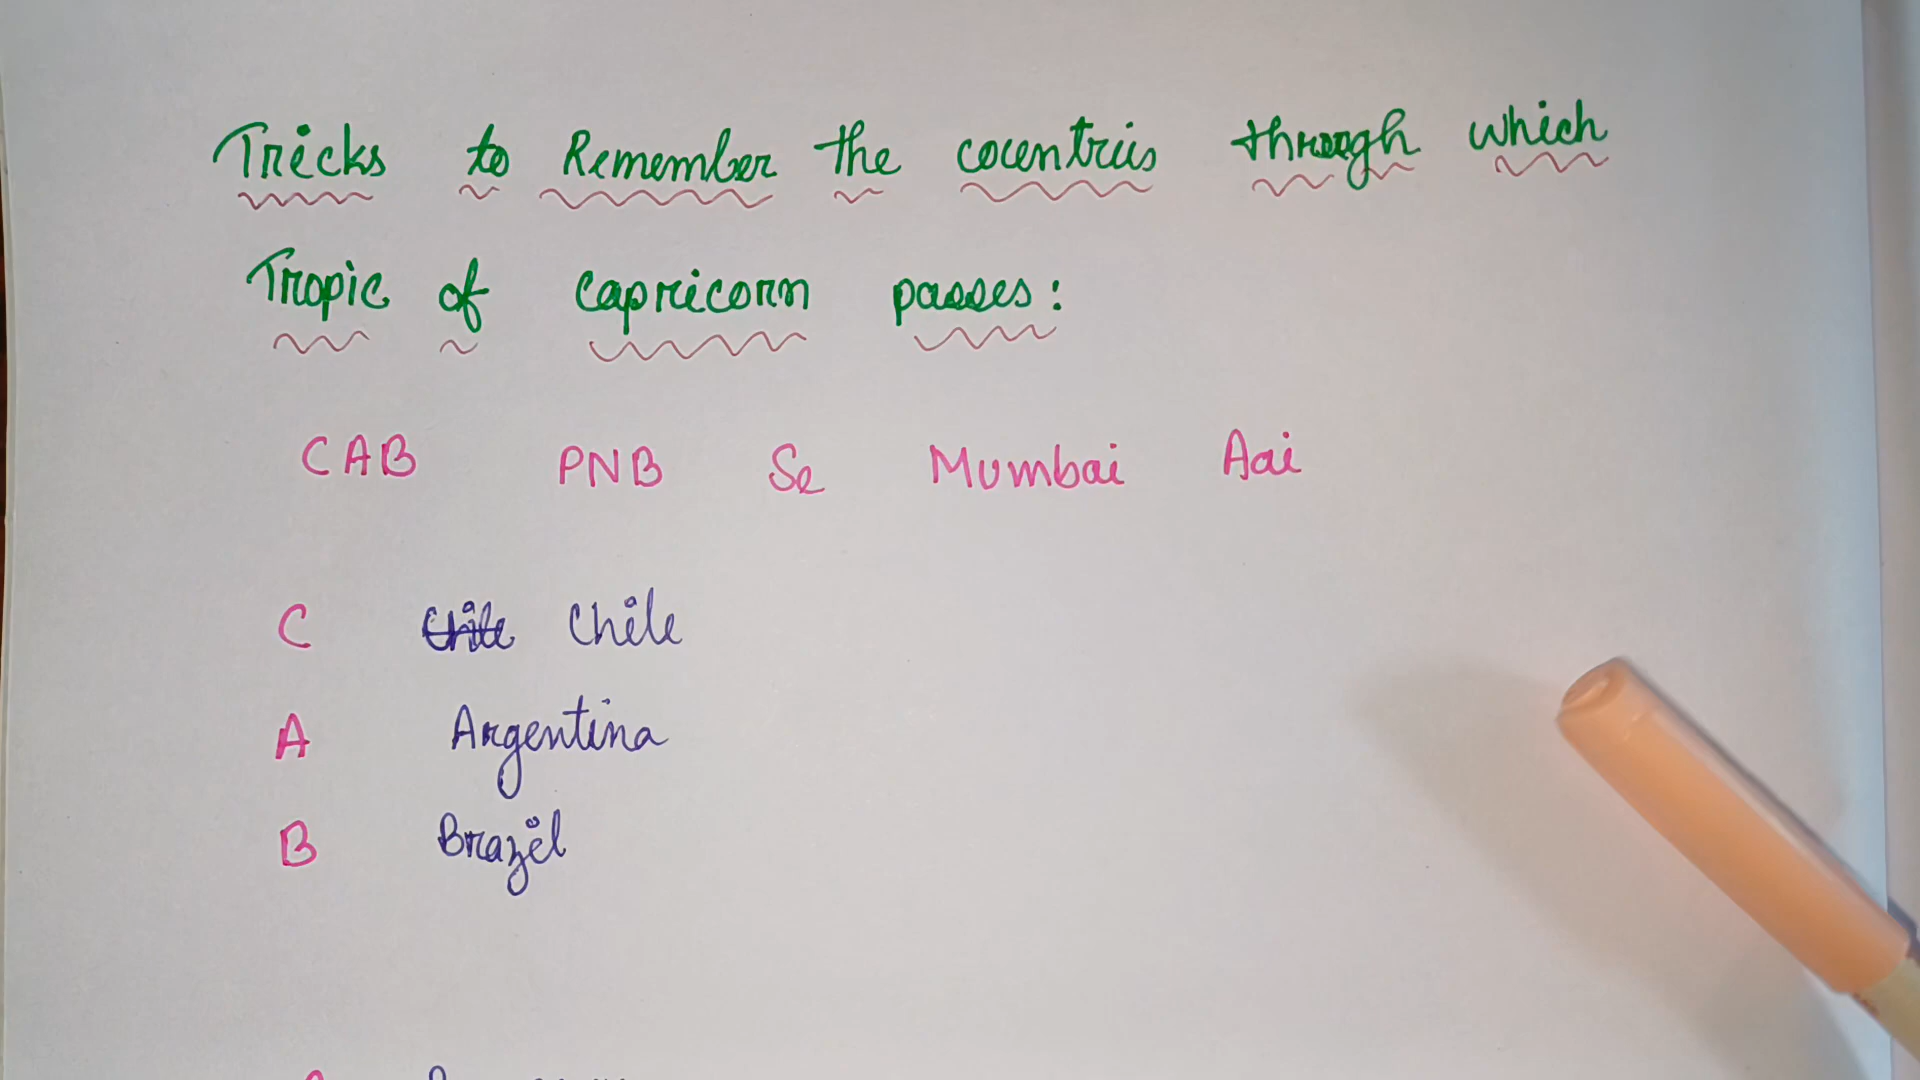 Tricks to Remember the countries through which
Tropic of Capricorn passes:
CAB PNB Se Mumbai Aai
C Chile Chile
A Argentina
B Brazil